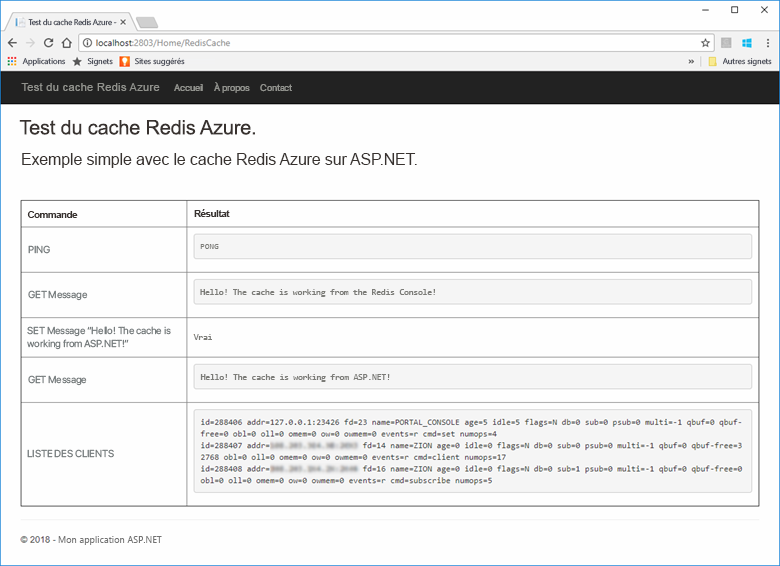 Test du cache Redis Azure -
localhost:2803/Home/RedisCache
Applications Signets Sites suggérés » Autres signets
Test du cache Redis Azure Accueil À propos Contact
Test du cache Redis Azure.
Exemple simple avec le cache Redis Azure sur ASP.NET.
Commande Résultat
PING PONG
GET Message Hello! The cache is working from the Redis Console!
SET Message "Hello! The cache is
working from ASP.NET!"
Vrai
GET Message Hello! The cache is working from ASP.NET!
LISTE DES CLIENTS
id=288406 addr=127.0.0.1:23426 fd=23 name=PORTAL_CONSOLE age=5 idle=5 flags=N db=0 sub=0 psub=0 multi=-1 qbuf=0 qbuf-
free=0 obl=0 oll=0 omem=0 ow=0 owmem=0 events=r cmd=set numops=4
id=288407 addr= fd=14 name=ZION age=0 idle=0 flags=N db=0 sub=0 psub=0 multi=-1 qbuf=0 qbuf-free=3
2768 obl=0 oll=0 omem=0 ow=0 owmem=0 events=r cmd=client numops=17
id=288408 addr= fd=16 name=ZION age=0 idle=0 flags=N db=0 sub=1 psub=0 multi=-1 qbuf=0 qbuf-free=0
obl=0 oll=0 omem=0 ow=0 owmem=0 events=r cmd=subscribe numops=5
© 2018 - Mon application ASP.NET